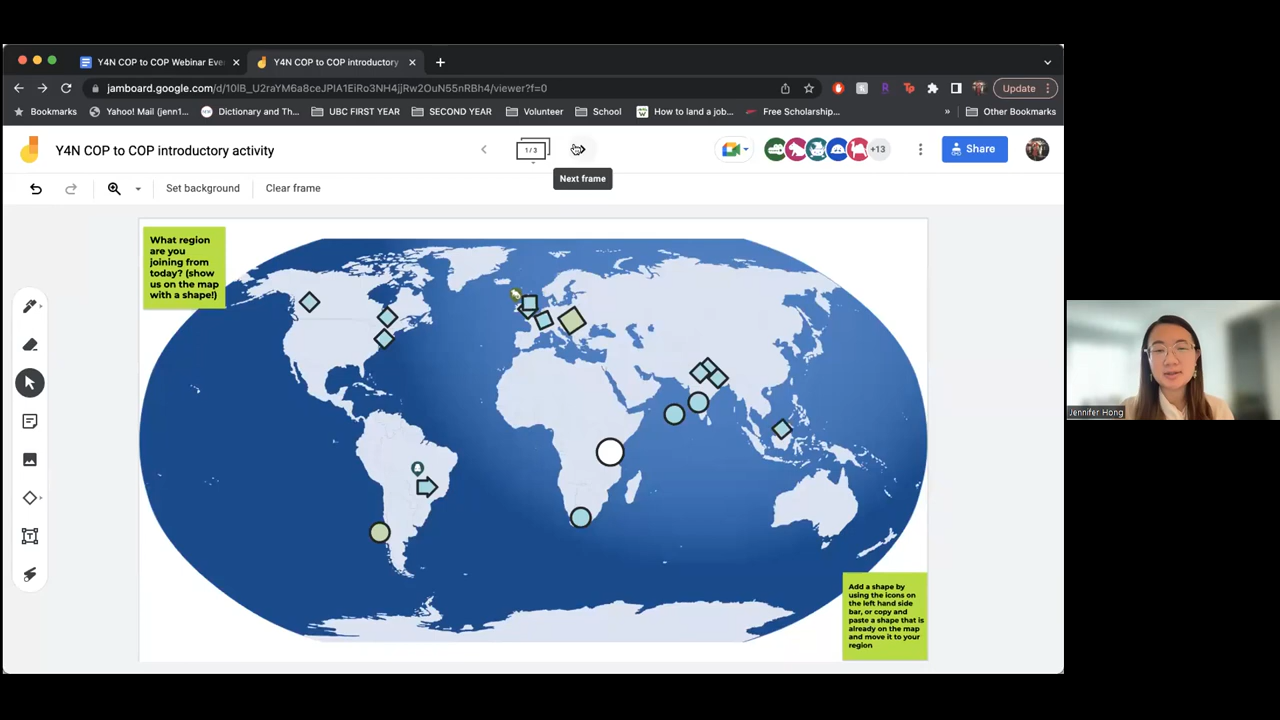 Y4N COP to COP Webinar Eve
Y4N COP to COP introductory
jamboard.google.com/d/10IB_U2raYM6a8ceJPIA1EiRo3NH4jjRw2OuN55nRBh4/viewer?f=0
Update
Bookmarks
Yahoo! Mail (jenn1...
Dictionary and Th...
UBC FIRST YEAR
SECOND YEAR
Volunteer
School
How to land a job...
Free Scholarship...
»
Other Bookmarks
Y4N COP to COP introductory activity
1/3
+13
Share
Next frame
Set background
Clear frame
What region
are you
joining from
today? (show
us on the map
with a shape!)
Add a shape by
using the icons on
the left hand side
bar, or copy and
paste a shape that is
already on the map
and move it to your
region
Jennifer Hong